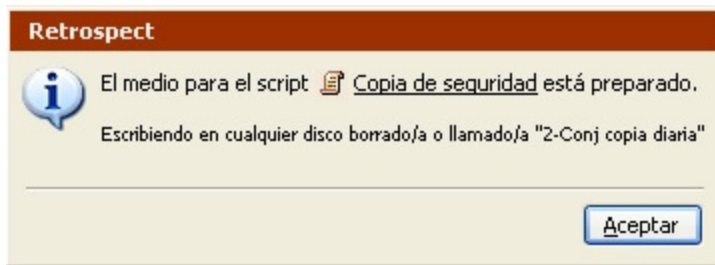 Retrospect
El medio para el script Copia de seguridad está preparado.
Escribiendo en cualquier disco borrado/a o llamado/a "2-Conj copia diaria"
Aceptar